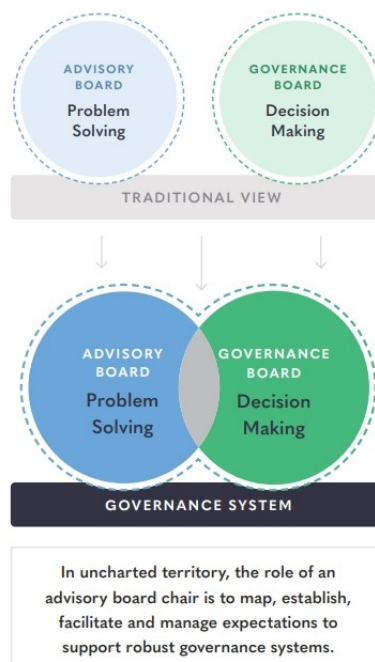 ADVISORY
BOARD
Problem
Solving
GOVERNANCE
BOARD
Decision
Making
TRADITIONAL VIEW
ADVISORY
BOARD
Problem
Solving
GOVERNANCE
BOARD
Decision
Making
GOVERNANCE SYSTEM
In uncharted territory, the role of an
advisory board chair is to map, establish,
facilitate and manage expectations to
support robust governance systems.